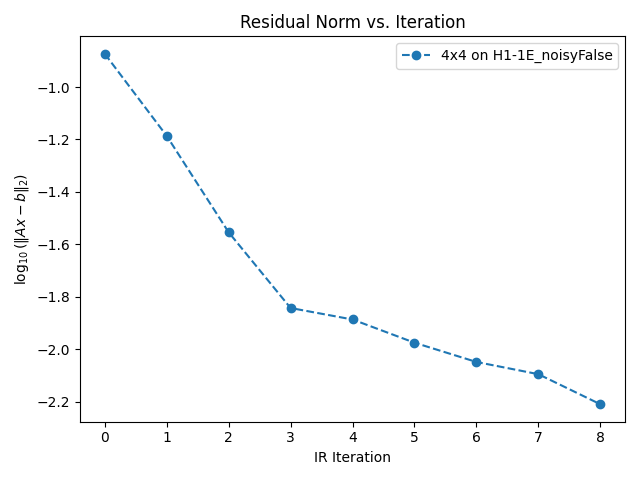 Residual Norm vs. Iteration
4x4 on H1-1E_noisyFalse
−1.0
−1.2
−1.4
−1.6
−1.8
−2.0
−2.2
log₁₀(‖Ax − b‖₂)
0 1 2 3 4 5 6 7 8
IR Iteration